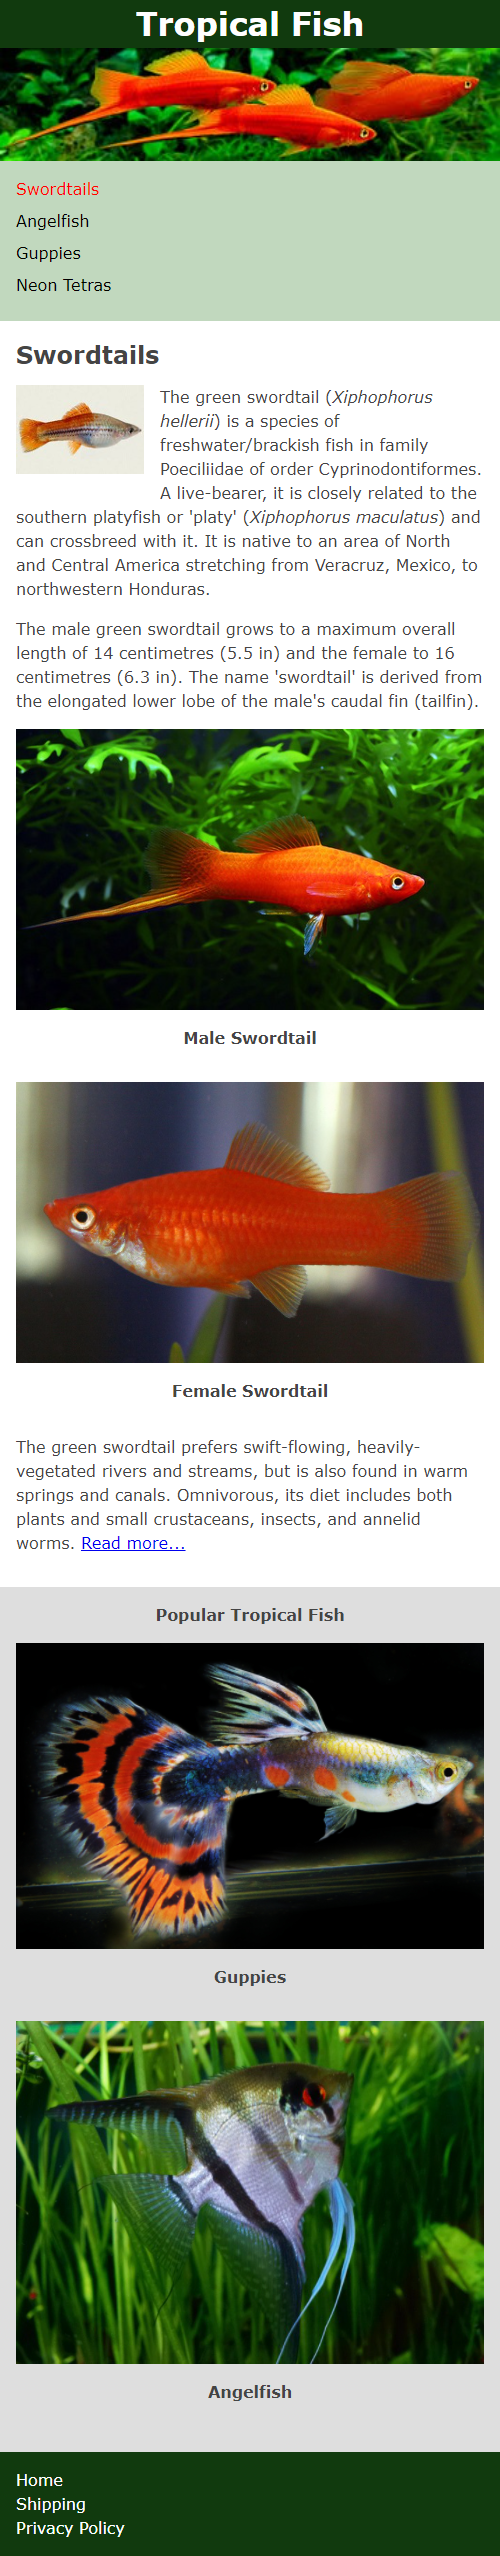 Tropical Fish
Swordtails
Angelfish
Guppies
Neon Tetras
Swordtails
The green swordtail (Xiphophorus
hellerii) is a species of
freshwater/brackish fish in family
Poeciliidae of order Cyprinodontiformes.
A live-bearer, it is closely related to the
southern platyfish or 'platy' (Xiphophorus maculatus) and
can crossbreed with it. It is native to an area of North
and Central America stretching from Veracruz, Mexico, to
northwestern Honduras.
The male green swordtail grows to a maximum overall
length of 14 centimetres (5.5 in) and the female to 16
centimetres (6.3 in). The name 'swordtail' is derived from
the elongated lower lobe of the male's caudal fin (tailfin).
Male Swordtail
Female Swordtail
The green swordtail prefers swift-flowing, heavily-
vegetated rivers and streams, but is also found in warm
springs and canals. Omnivorous, its diet includes both
plants and small crustaceans, insects, and annelid
worms. Read more...
Popular Tropical Fish
Guppies
Angelfish
Home
Shipping
Privacy Policy